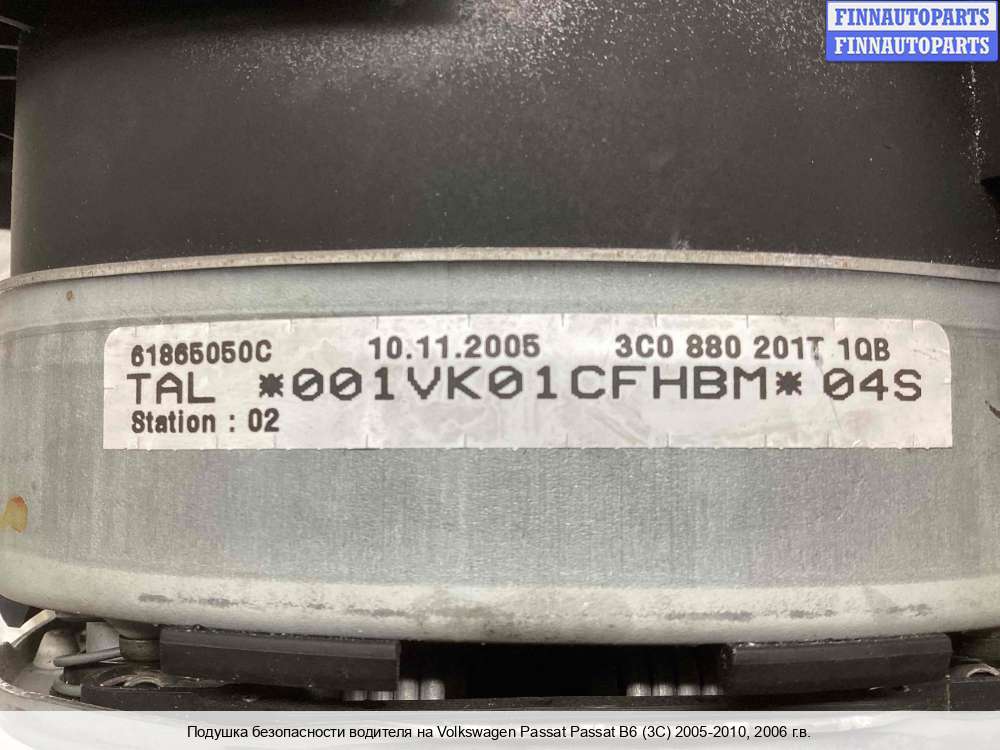 FINNAUTOPARTS
FINNAUTOPARTS
61865050C 10.11.2005 3C0 880 201T 1QB
TAL *001VK01CFHBM* 04S
Station : 02
Подушка безопасности водителя на Volkswagen Passat Passat B6 (3C) 2005-2010, 2006 г.в.